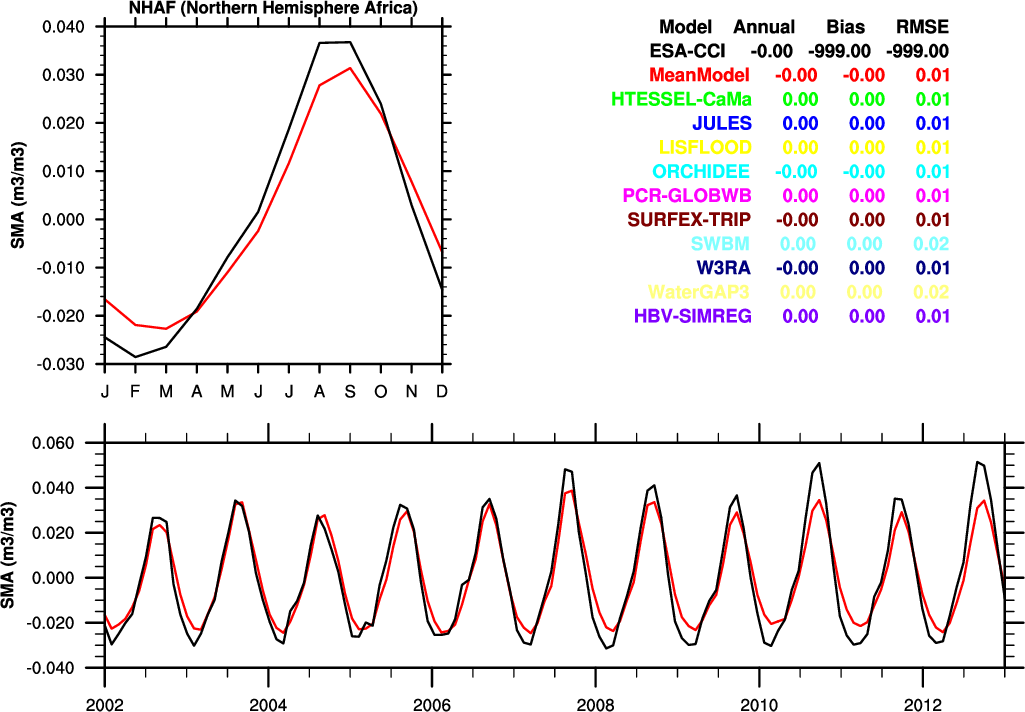 NHAF (Northern Hemisphere Africa)
SMA (m3/m3)
0.040
0.030
0.020
0.010
0.000
-0.010
-0.020
-0.030
J F M A M J J A S O N D
Model Annual Bias RMSE
ESA-CCI -0.00 -999.00 -999.00
MeanModel -0.00 -0.00 0.01
HTESSEL-CaMa 0.00 0.00 0.01
JULES 0.00 0.00 0.01
LISFLOOD 0.00 0.00 0.01
ORCHIDEE -0.00 -0.00 0.01
PCR-GLOBWB 0.00 0.00 0.01
SURFEX-TRIP -0.00 0.00 0.01
SWBM 0.00 0.00 0.02
W3RA -0.00 0.00 0.01
WaterGAP3 0.00 0.00 0.02
HBV-SIMREG 0.00 0.00 0.01
SMA (m3/m3)
0.060
0.040
0.020
0.000
-0.020
-0.040
2002 2004 2006 2008 2010 2012